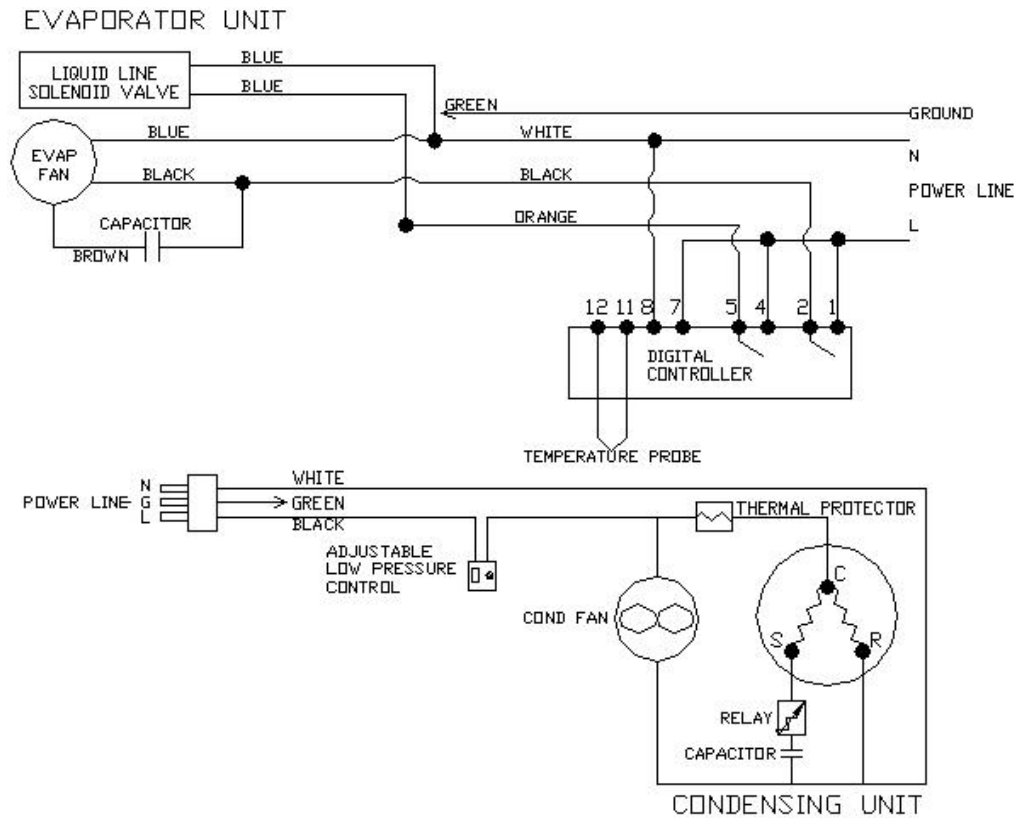 EVAPORATOR UNIT
BLUE
LIQUID LINE
SOLENOID VALVE
BLUE
GREEN
GROUND
BLUE
WHITE
N
EVAP
FAN
BLACK
BLACK
POWER LINE
CAPACITOR
ORANGE
L
BROWN
12 11 8 7 5 4 2 1
DIGITAL
CONTROLLER
TEMPERATURE PROBE
N
WHITE
POWER LINE
G
GREEN
L
BLACK
THERMAL PROTECTOR
ADJUSTABLE
LOW PRESSURE
CONTROL
C
COND FAN
S
R
RELAY
CAPACITOR
CONDENSING UNIT